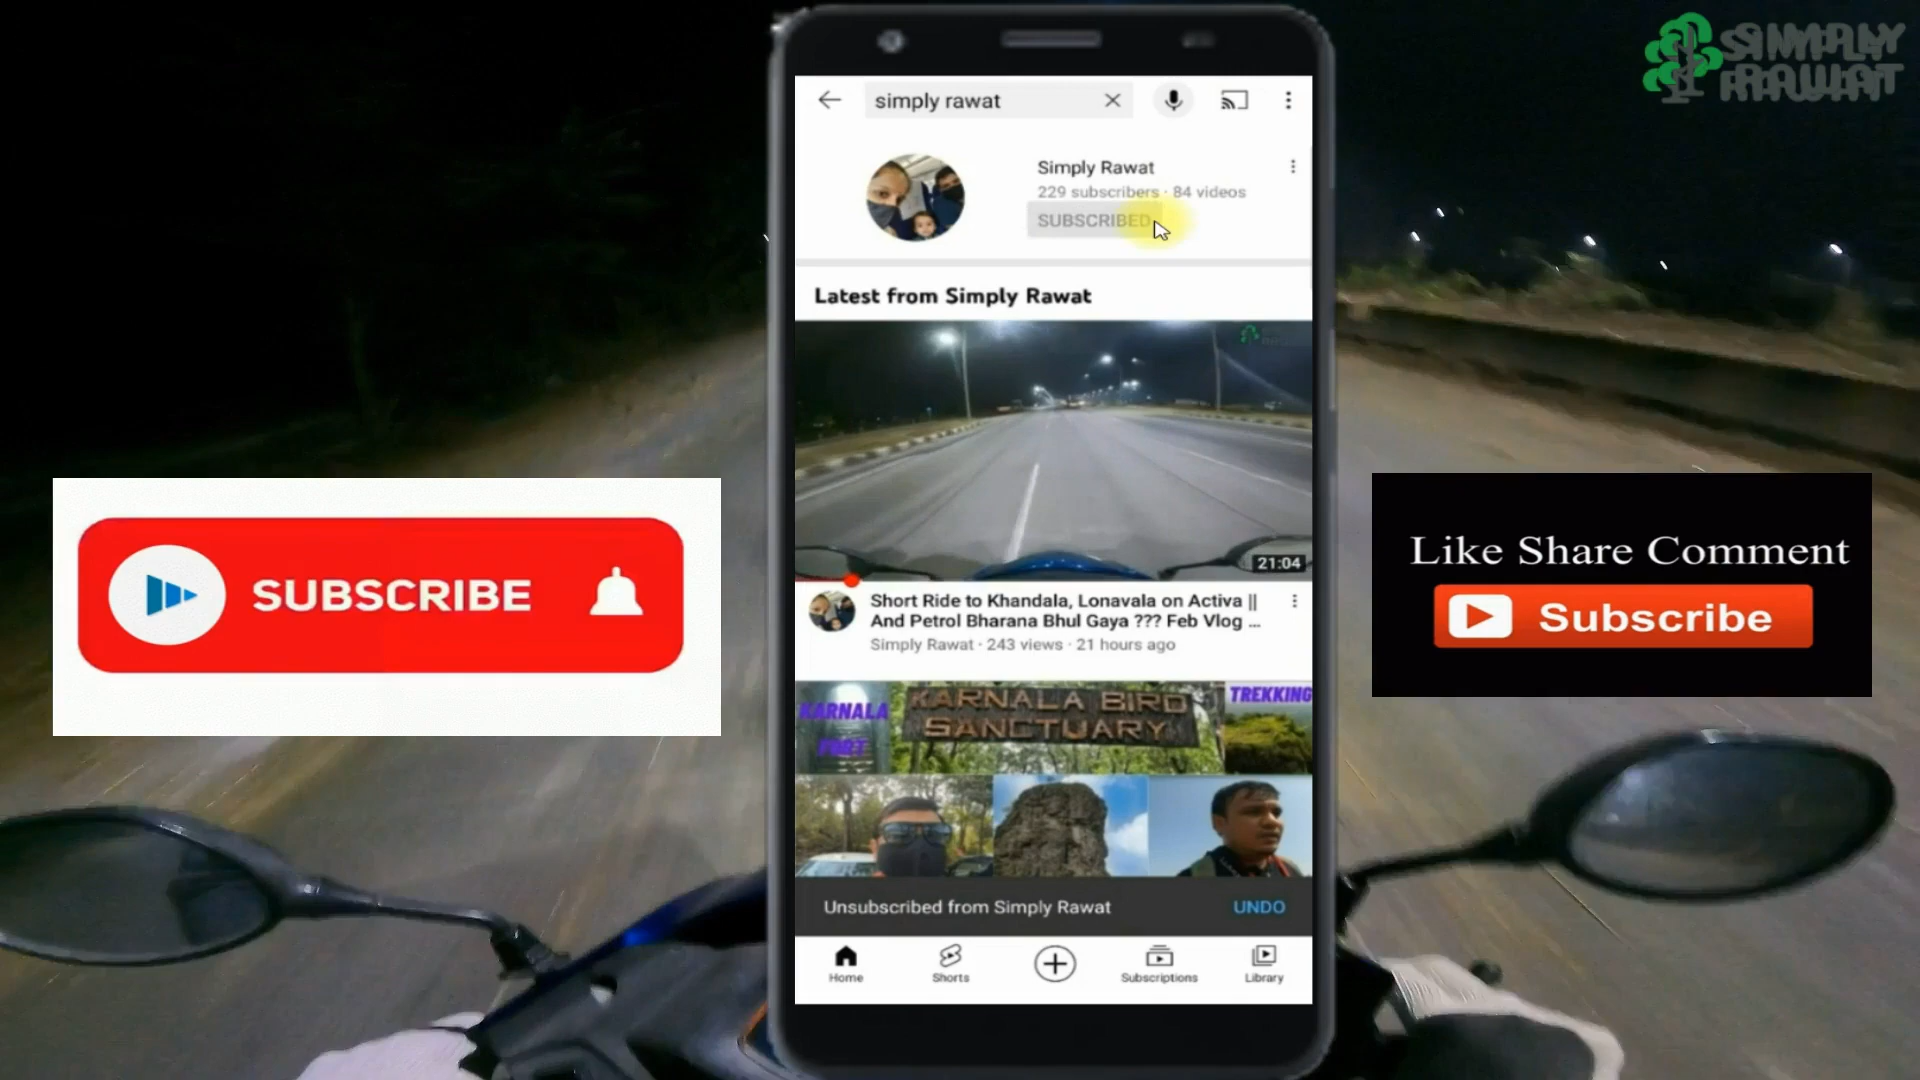 SIMPLY
RAWAT
simply rawat
Simply Rawat
229 subscribers · 84 videos
SUBSCRIBED
Latest from Simply Rawat
21:04
Short Ride to Khandala, Lonavala on Activa ||
And Petrol Bharana Bhul Gaya ??? Feb Vlog ...
Simply Rawat · 243 views · 21 hours ago
KARNALA
FORT
KARNALA BIRD
SANCTUARY
TREKKING
Unsubscribed from Simply Rawat
UNDO
Home
Shorts
Subscriptions
Library
SUBSCRIBE
Like Share Comment
Subscribe